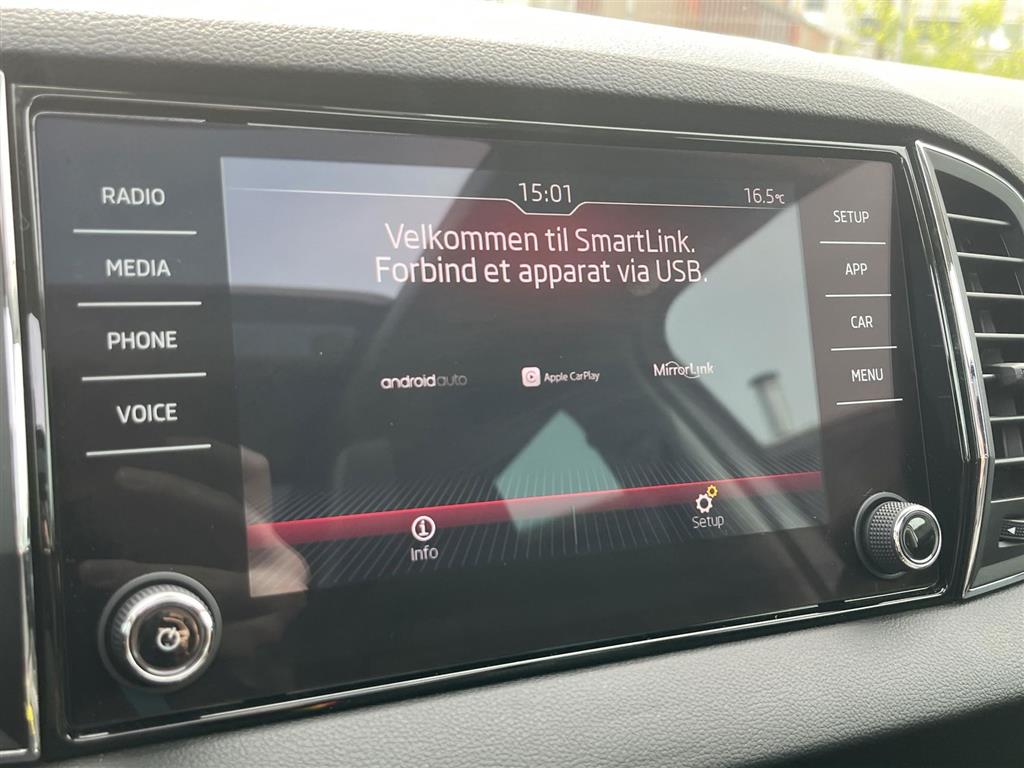 RADIO
MEDIA
PHONE
VOICE
15:01
16.5°C
Velkommen til SmartLink.
Forbind et apparat via USB.
androidauto
Apple CarPlay
MirrorLink
Info
Setup
SETUP
APP
CAR
MENU